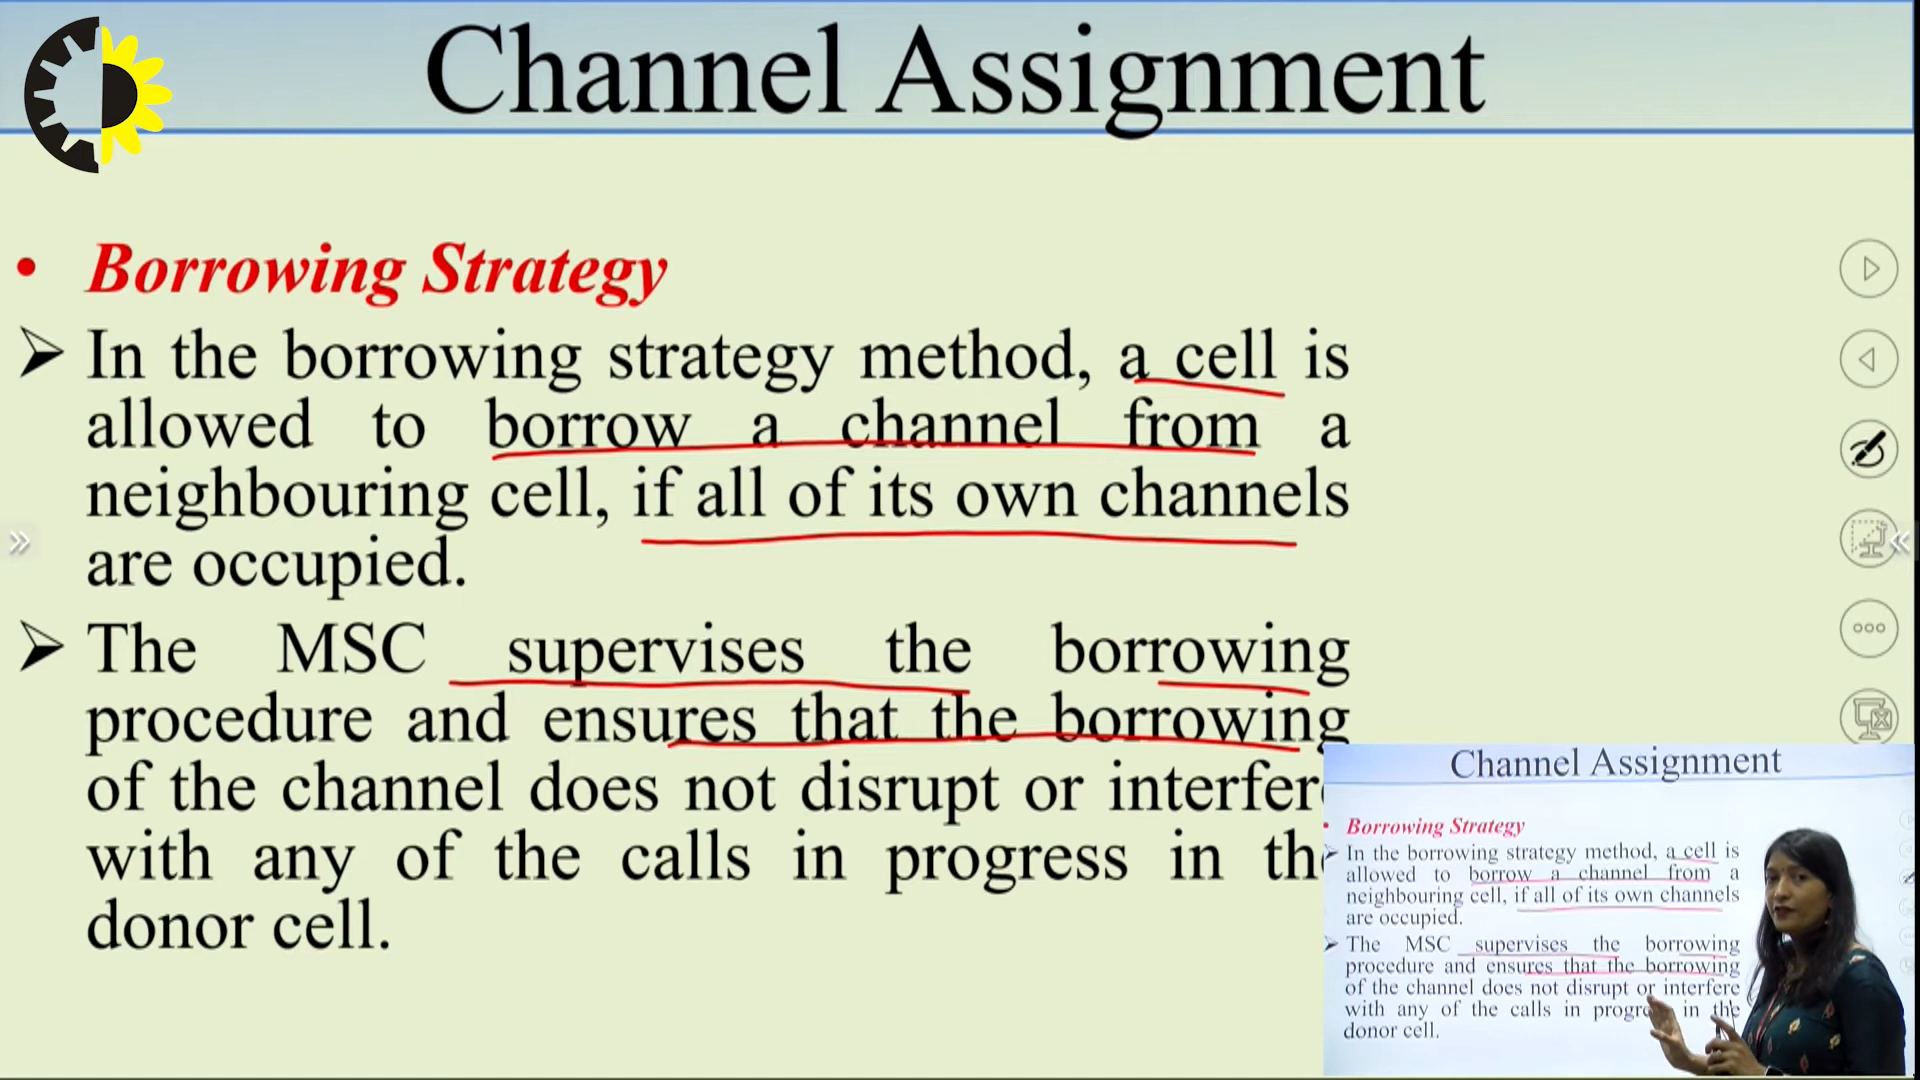 Channel Assignment
• Borrowing Strategy
➤ In the borrowing strategy method, a cell is
allowed to borrow a channel from a
neighbouring cell, if all of its own channels
are occupied.
➤ The MSC supervises the borrowing
procedure and ensures that the borrowing
of the channel does not disrupt or interfere
with any of the calls in progress in the
donor cell.
Channel Assignment
• Borrowing Strategy
➤ In the borrowing strategy method, a cell is
allowed to borrow a channel from a
neighbouring cell, if all of its own channels
are occupied.
➤ The MSC supervises the borrowing
procedure and ensures that the borrowing
of the channel does not disrupt or interfere
with any of the calls in progress in the
donor cell.